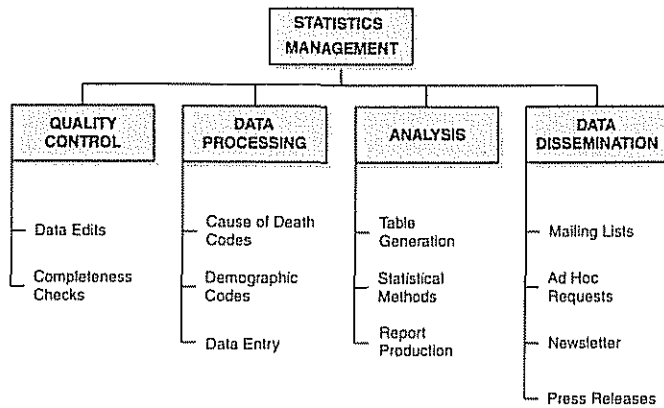 STATISTICS
MANAGEMENT
QUALITY
CONTROL
Data Edits
Completeness
Checks
DATA
PROCESSING
Cause of Death
Codes
Demographic
Codes
Data Entry
ANALYSIS
Table
Generation
Statistical
Methods
Report
Production
DATA
DISSEMINATION
Mailing Lists
Ad Hoc
Requests
Newsletter
Press Releases